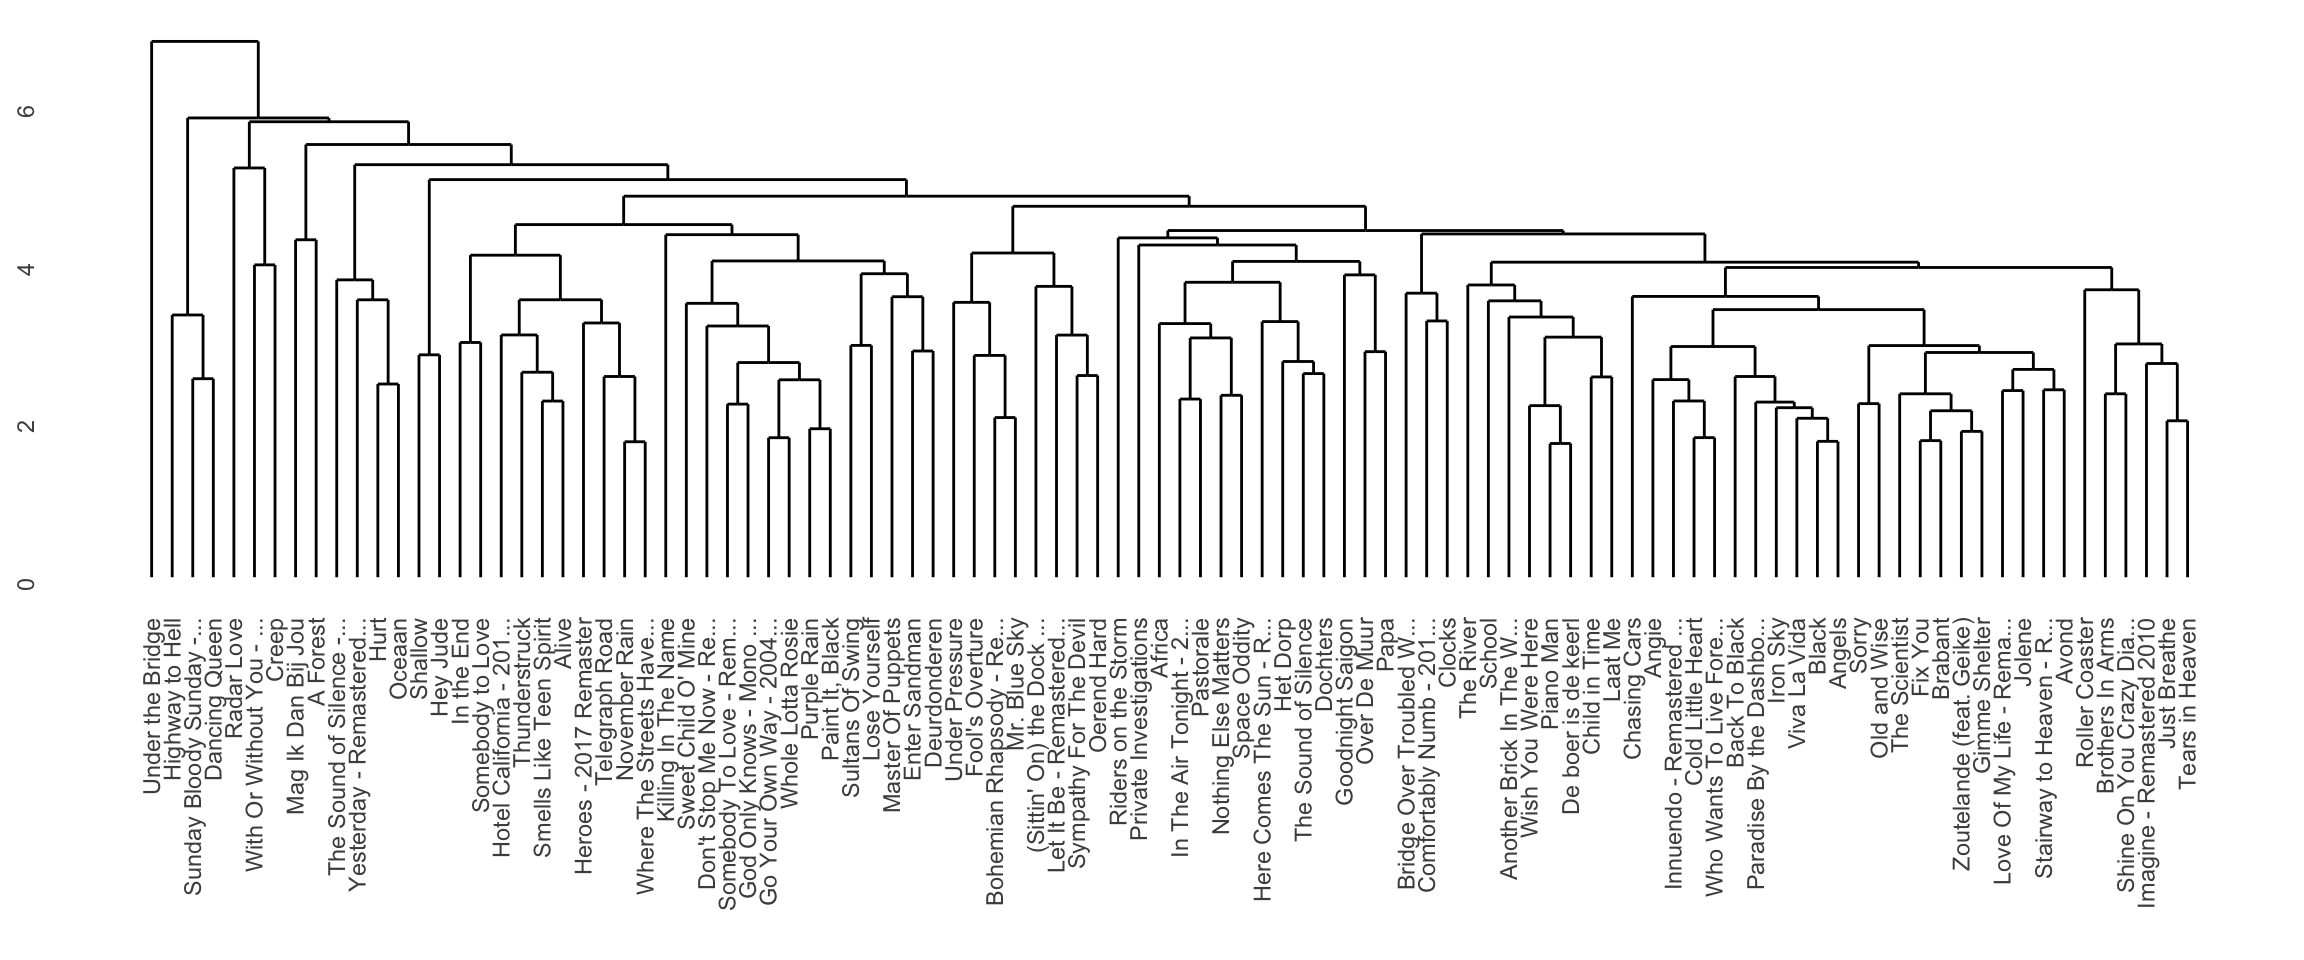 6
4
2
0
Under the Bridge
Highway to Hell
Sunday Bloody Sunday -...
Dancing Queen
Radar Love
With Or Without You - ...
Creep
Mag Ik Dan Bij Jou
A Forest
The Sound of Silence -...
Yesterday - Remastered...
Hurt
Oceaan
Shallow
Hey Jude
In the End
Somebody to Love
Hotel California - 201...
Thunderstruck
Smells Like Teen Spirit
Alive
Heroes - 2017 Remaster
Telegraph Road
November Rain
Where The Streets Have...
Killing In The Name
Sweet Child O' Mine
Don't Stop Me Now - Re...
Somebody To Love - Rem...
God Only Knows - Mono ...
Go Your Own Way - 2004...
Whole Lotta Rosie
Purple Rain
Paint It, Black
Sultans Of Swing
Lose Yourself
Master Of Puppets
Enter Sandman
Deurdonderen
Under Pressure
Fool's Overture
Bohemian Rhapsody - Re...
Mr. Blue Sky
(Sittin' On) the Dock ...
Let It Be - Remastered...
Sympathy For The Devil
Oerend Hard
Riders on the Storm
Private Investigations
Africa
In The Air Tonight - 2...
Pastorale
Nothing Else Matters
Space Oddity
Here Comes The Sun - R...
Het Dorp
The Sound of Silence
Dochters
Goodnight Saigon
Over De Muur
Papa
Bridge Over Troubled W...
Comfortably Numb - 201...
Clocks
The River
School
Another Brick In The W...
Wish You Were Here
Piano Man
De boer is de keerl
Child in Time
Laat Me
Chasing Cars
Angie
Innuendo - Remastered ...
Cold Little Heart
Who Wants To Live Fore...
Back To Black
Paradise By the Dashbo...
Iron Sky
Viva La Vida
Black
Angels
Sorry
Old and Wise
The Scientist
Fix You
Brabant
Zoutelande (feat. Geike)
Gimme Shelter
Love Of My Life - Rema...
Jolene
Stairway to Heaven - R...
Avond
Roller Coaster
Brothers In Arms
Shine On You Crazy Dia...
Imagine - Remastered 2010
Just Breathe
Tears in Heaven